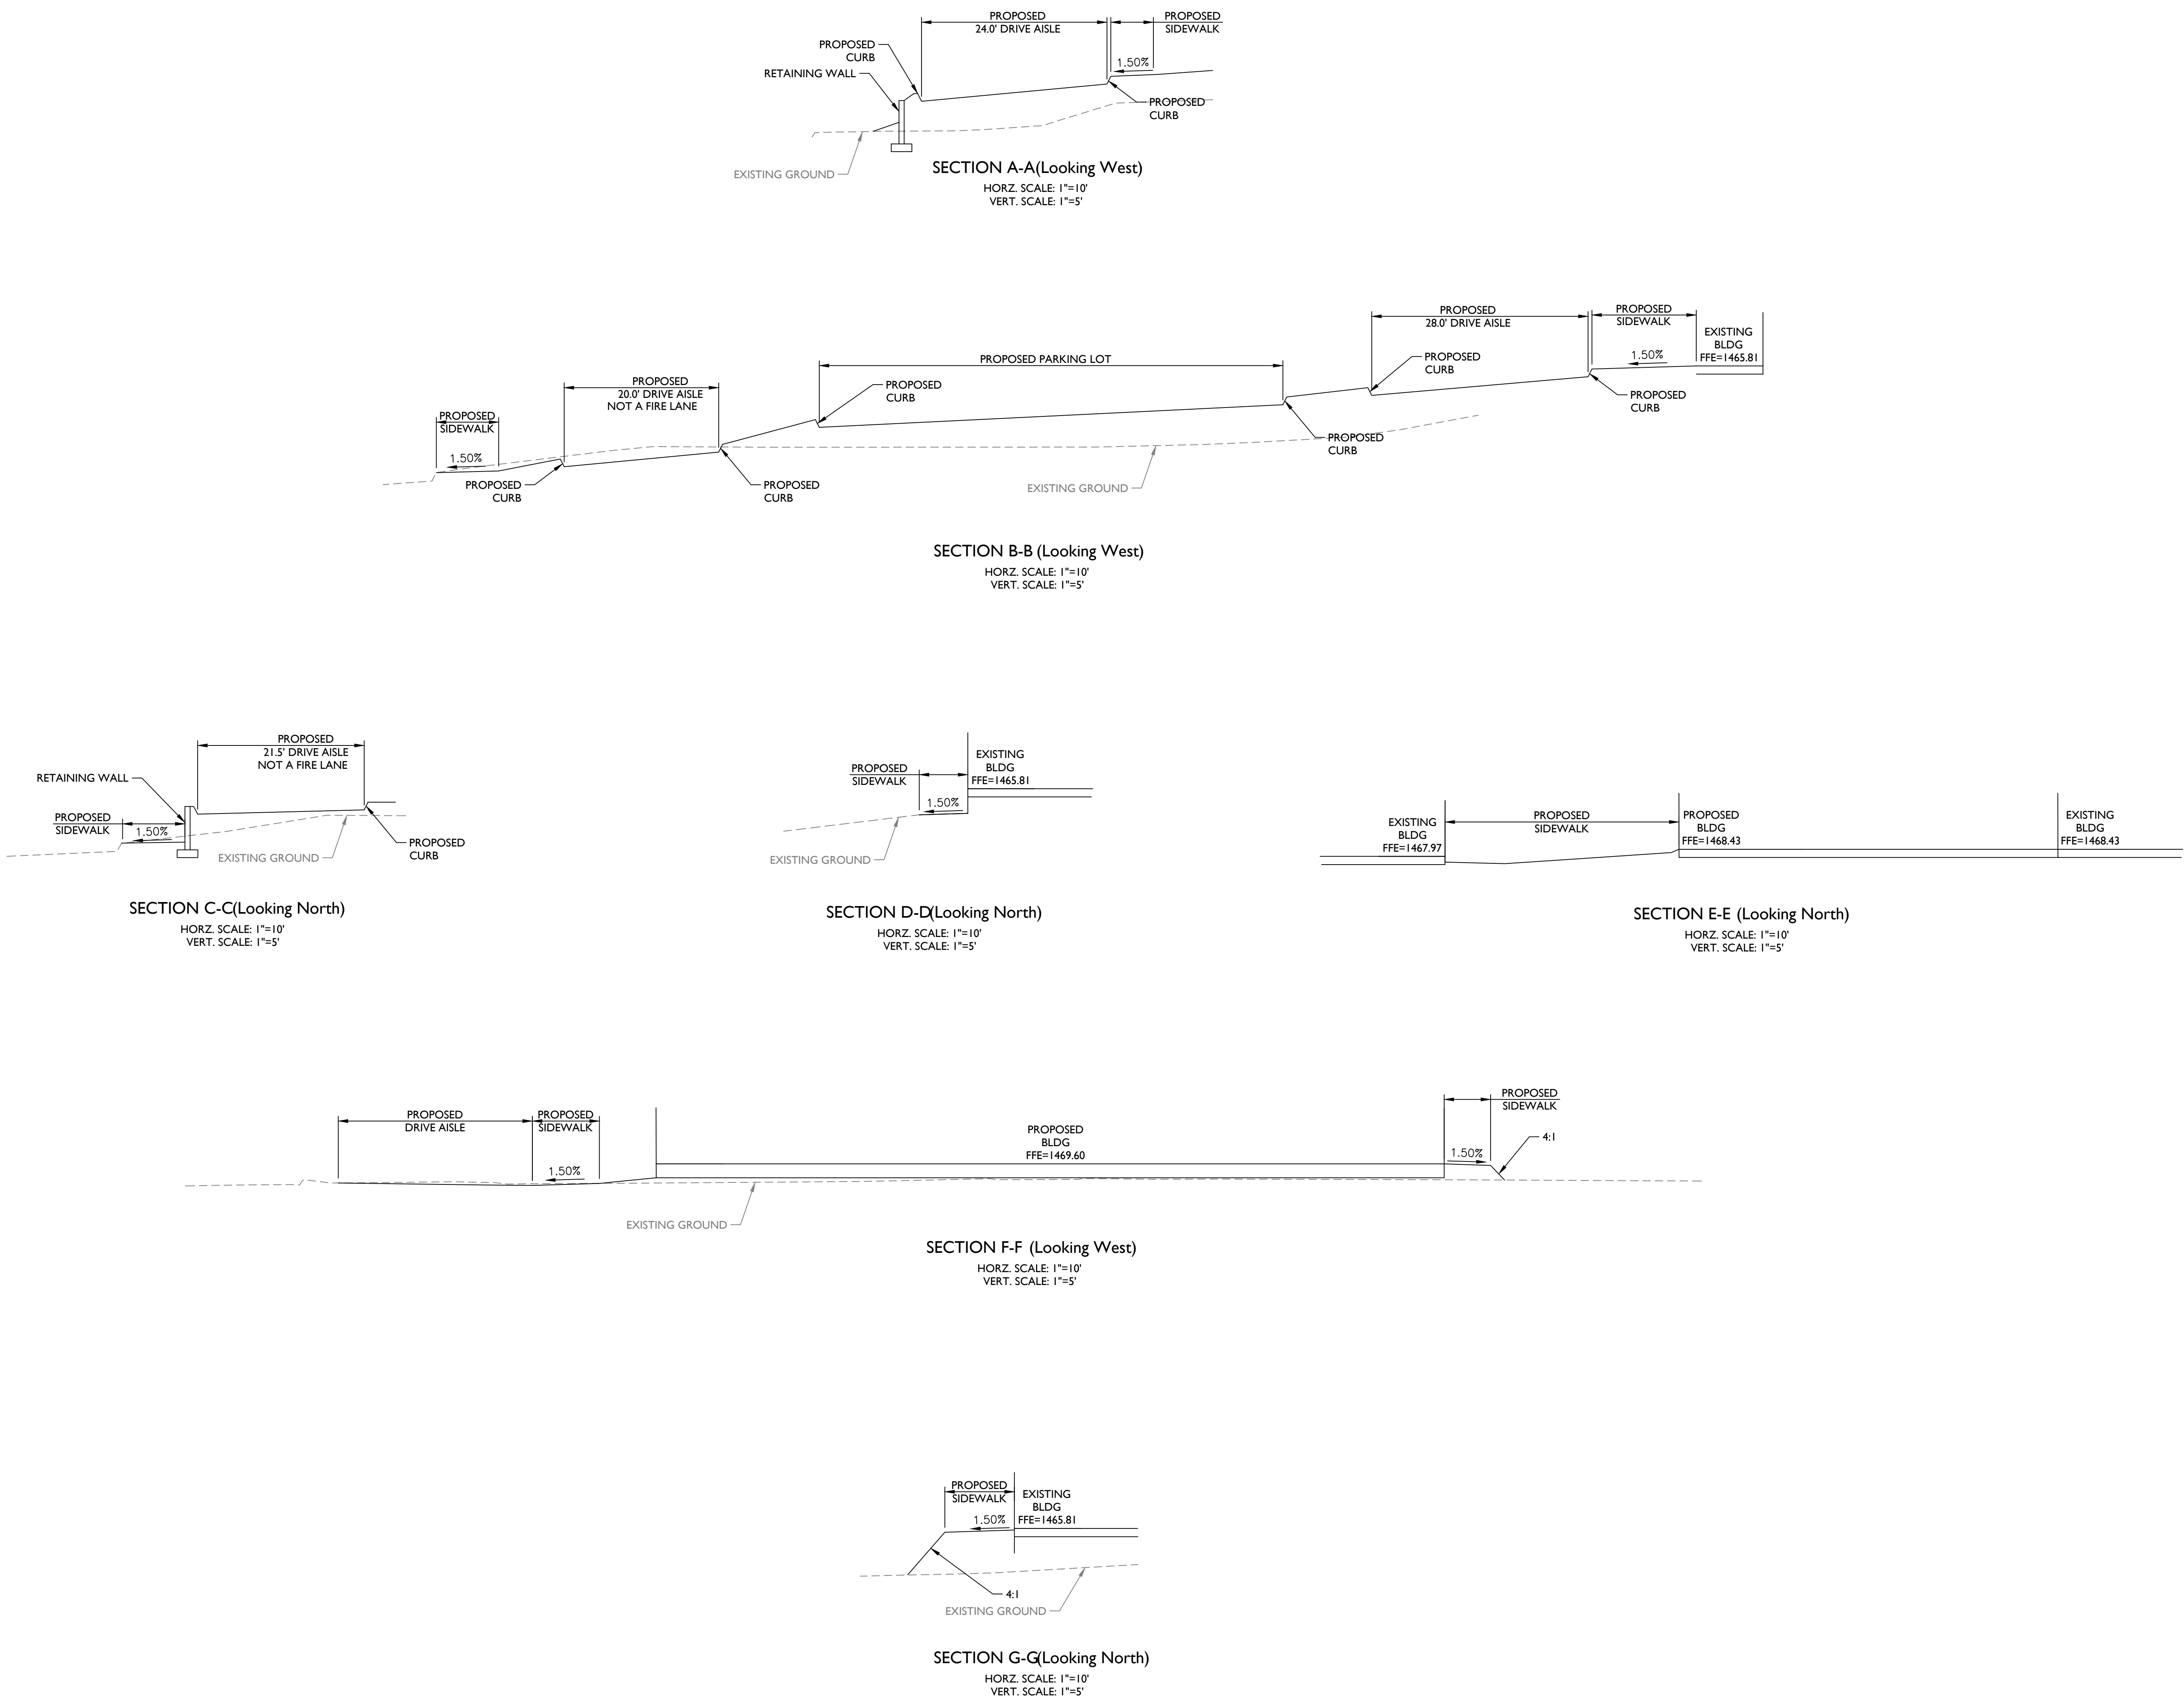 PROPOSED
24.0' DRIVE AISLE
PROPOSED
SIDEWALK
PROPOSED
CURB
RETAINING WALL
1.50%
PROPOSED
CURB
EXISTING GROUND
SECTION A-A(Looking West)
HORZ. SCALE: 1"=10'
VERT. SCALE: 1"=5'
PROPOSED
SIDEWALK
1.50%
PROPOSED
20.0' DRIVE AISLE
NOT A FIRE LANE
PROPOSED
CURB
PROPOSED
CURB
PROPOSED PARKING LOT
PROPOSED
CURB
EXISTING GROUND
PROPOSED
CURB
PROPOSED
28.0' DRIVE AISLE
PROPOSED
CURB
PROPOSED
SIDEWALK
1.50%
EXISTING
BLDG
FFE=1465.81
PROPOSED
CURB
SECTION B-B (Looking West)
HORZ. SCALE: 1"=10'
VERT. SCALE: 1"=5'
PROPOSED
21.5' DRIVE AISLE
NOT A FIRE LANE
RETAINING WALL
PROPOSED
SIDEWALK
1.50%
EXISTING GROUND
PROPOSED
CURB
SECTION C-C(Looking North)
HORZ. SCALE: 1"=10'
VERT. SCALE: 1"=5'
PROPOSED
SIDEWALK
EXISTING
BLDG
FFE=1465.81
1.50%
EXISTING GROUND
SECTION D-D(Looking North)
HORZ. SCALE: 1"=10'
VERT. SCALE: 1"=5'
EXISTING
BLDG
FFE=1467.97
PROPOSED
SIDEWALK
PROPOSED
BLDG
FFE=1468.43
EXISTING
BLDG
FFE=1468.43
SECTION E-E (Looking North)
HORZ. SCALE: 1"=10'
VERT. SCALE: 1"=5'
PROPOSED
DRIVE AISLE
PROPOSED
SIDEWALK
1.50%
PROPOSED
BLDG
FFE=1469.60
PROPOSED
SIDEWALK
1.50%
4:1
EXISTING GROUND
SECTION F-F (Looking West)
HORZ. SCALE: 1"=10'
VERT. SCALE: 1"=5'
PROPOSED
SIDEWALK
EXISTING
BLDG
FFE=1465.81
1.50%
4:1
EXISTING GROUND
SECTION G-G(Looking North)
HORZ. SCALE: 1"=10'
VERT. SCALE: 1"=5'